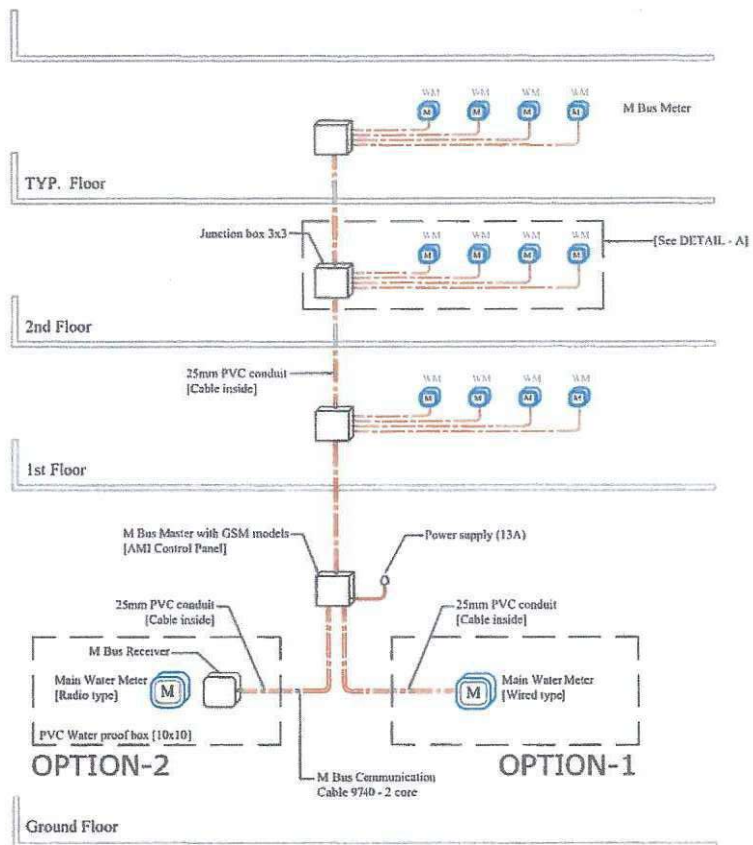 WM WM WM WM
M M M M
M Bus Meter
TYP. Floor
Junction box 3x3
WM WM WM WM
M M M M
[See DETAIL - A]
2nd Floor
25mm PVC conduit
[Cable inside]
WM WM WM WM
M M M M
1st Floor
M Bus Master with GSM models
[AMI Control Panel]
Power supply (13A)
25mm PVC conduit
[Cable inside]
25mm PVC conduit
[Cable inside]
M Bus Receiver
Main Water Meter
[Radio type]
M
M
Main Water Meter
[Wired type]
PVC Water proof box [10x10]
OPTION-2
OPTION-1
M Bus Communication
Cable 9740 - 2 core
Ground Floor